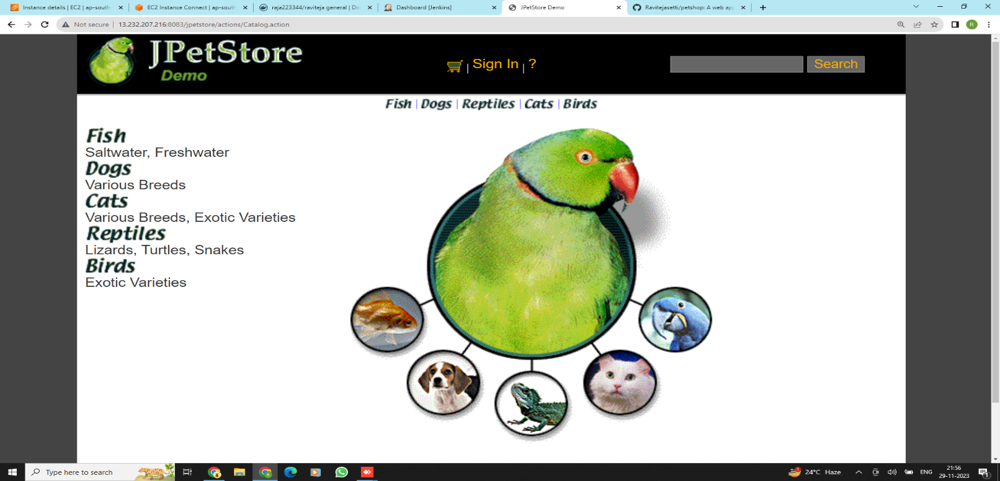 Instance details | EC2 | ap-south-
EC2 Instance Connect | ap-south
raja223344/raviteja general | Do
Dashboard [Jenkins]
JPetStore Demo
Ravitejasetti/petshop: A web app
Not secure | 13.232.207.216:8083/jpetstore/actions/Catalog.action
R
JPetStore
Demo
| Sign In | ?
Search
Fish | Dogs | Reptiles | Cats | Birds
Fish
Saltwater, Freshwater
Dogs
Various Breeds
Cats
Various Breeds, Exotic Varieties
Reptiles
Lizards, Turtles, Snakes
Birds
Exotic Varieties
Type here to search
24°C Haze
ENG
21:56
29-11-2023
1